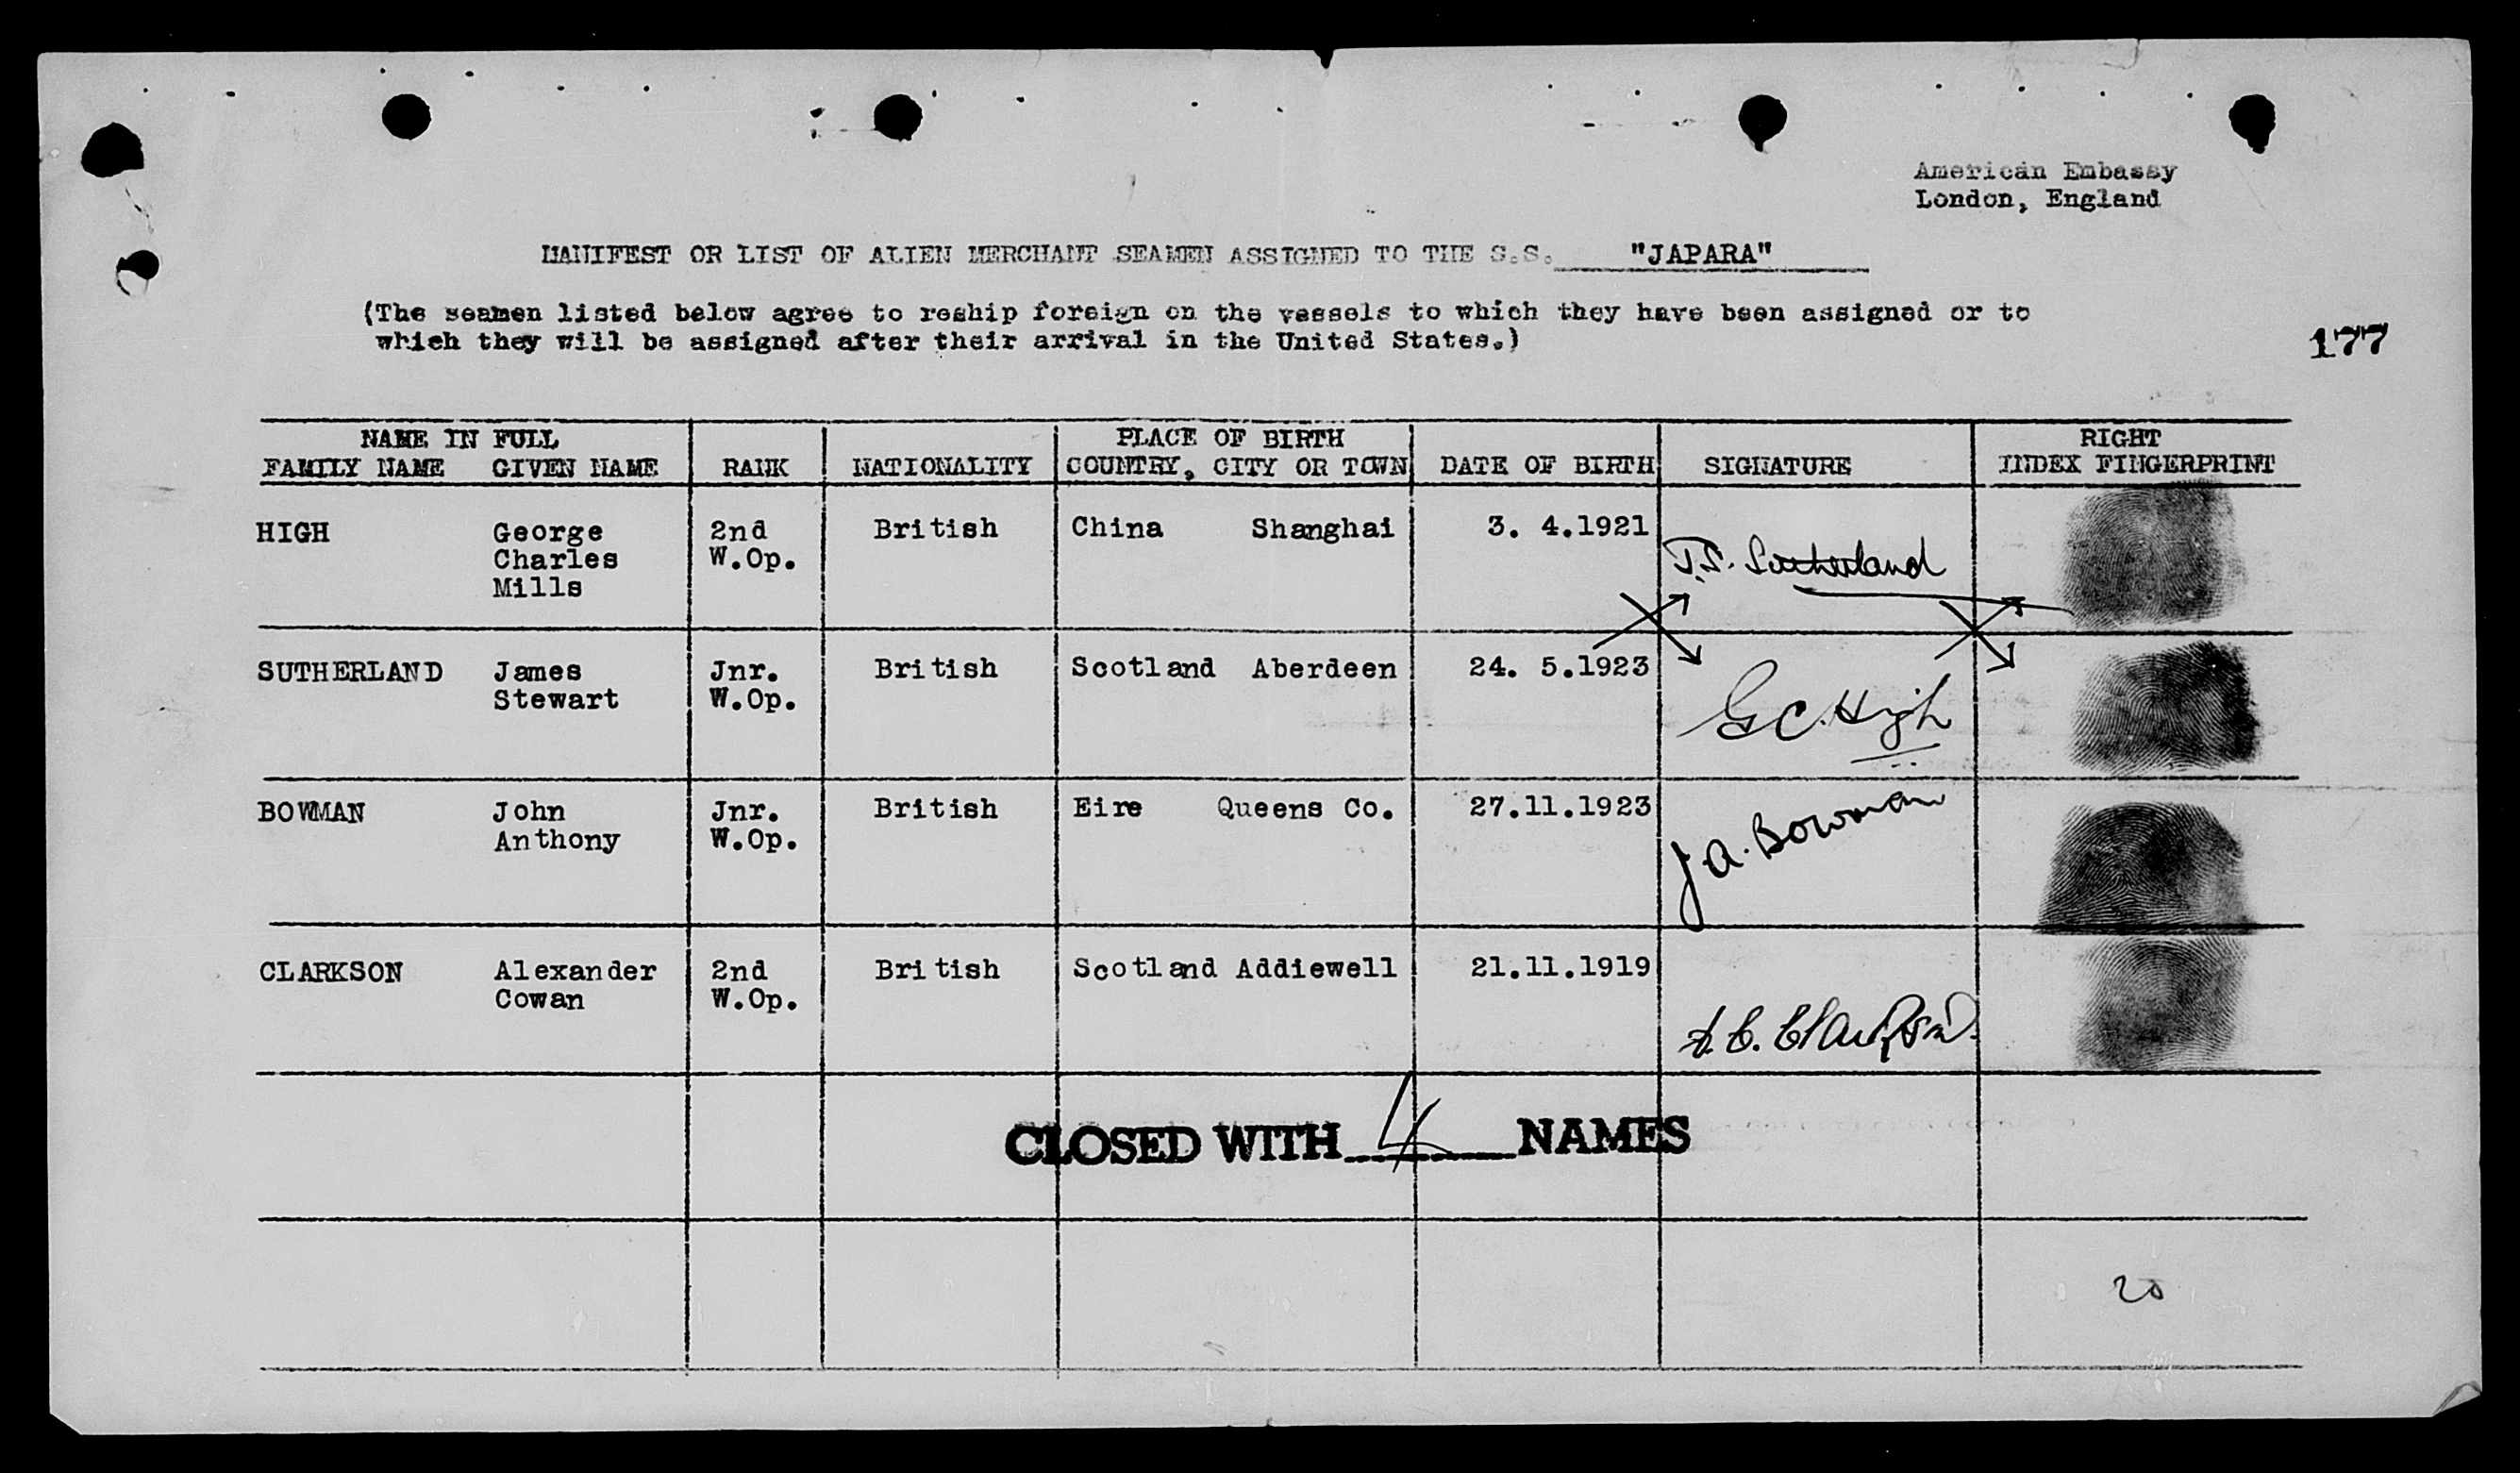 American Embassy
London, England
MANIFEST OR LIST OF ALIEN MERCHANT SEAMEN ASSIGNED TO THE S.S. "JAPARA"
(The seamen listed below agree to reship foreign on the vessels to which they have been assigned or to
which they will be assigned after their arrival in the United States.)
177
NAME IN FULL PLACE OF BIRTH RIGHT
FAMILY NAME GIVEN NAME RANK NATIONALITY COUNTRY, CITY OR TOWN DATE OF BIRTH SIGNATURE INDEX FINGERPRINT
HIGH George 2nd British China Shanghai 3. 4.1921
Charles W.Op. J.S. Sutherland
Mills
SUTHERLAND James Jnr. British Scotland Aberdeen 24. 5.1923
Stewart W.Op. G C. High
BOWMAN John Jnr. British Eire Queens Co. 27.11.1923
Anthony W.Op. J A. Bowman
CLARKSON Alexander 2nd British Scotland Addiewell 21.11.1919
Cowan W.Op. A. C. Clarkson.
CLOSED WITH 4 NAMES
20